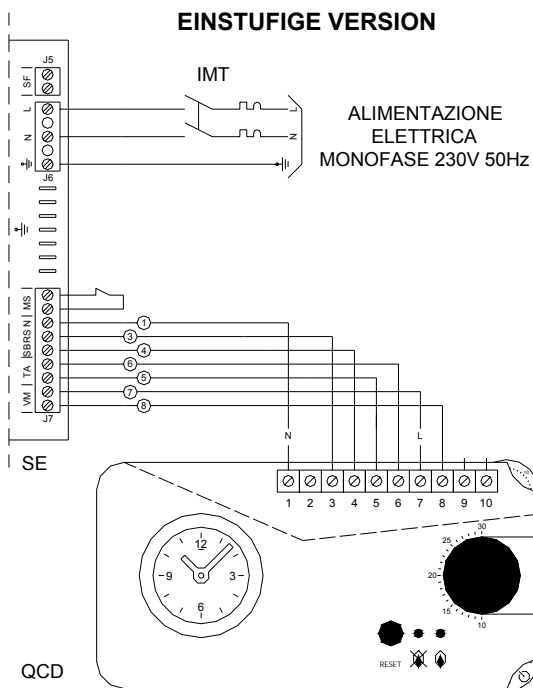 EINSTUFIGE VERSION
J5
SF
IMT
L
N
L
N
ALIMENTAZIONE
ELETTRICA
MONOFASE 230V 50Hz
J6
MS
N
SBRS
TA
VM
J7
1
3
4
6
5
7
8
N
L
SE
1 2 3 4 5 6 7 8 9 10
12
9
3
6
30
25
20
15
10
RESET
QCD